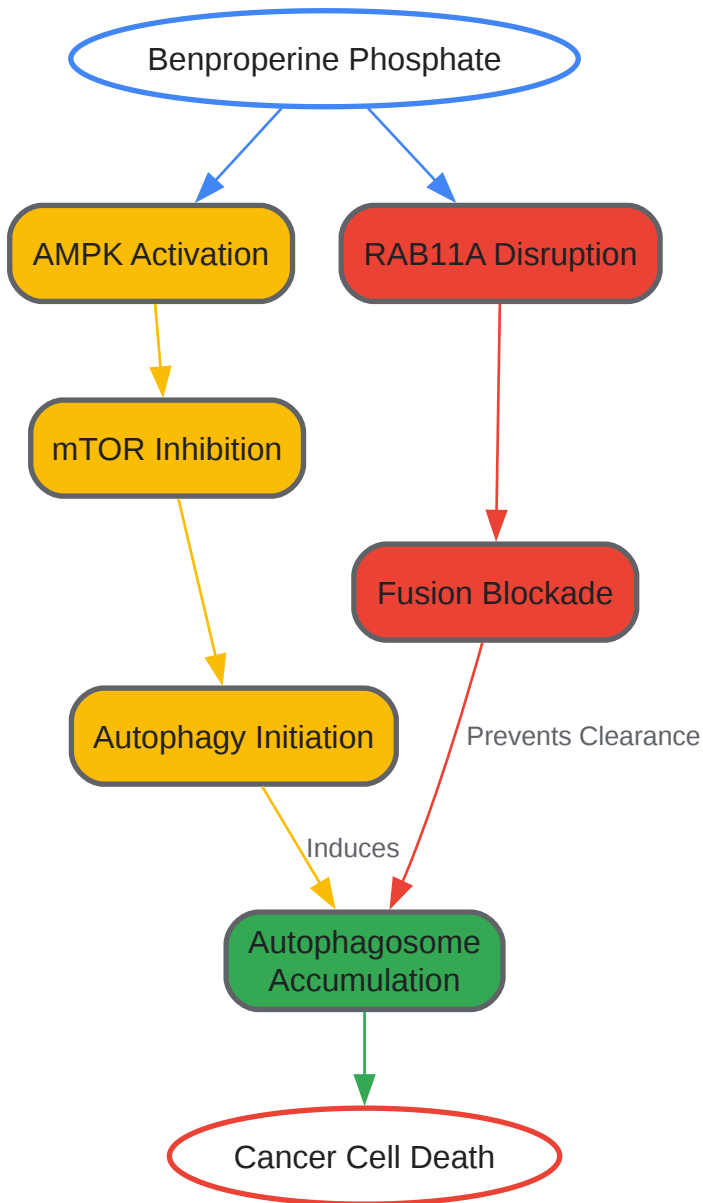 Benproperine Phosphate
AMPK Activation
RAB11A Disruption
mTOR Inhibition
Fusion Blockade
Autophagy Initiation
Prevents Clearance
Induces
Autophagosome
Accumulation
Cancer Cell Death